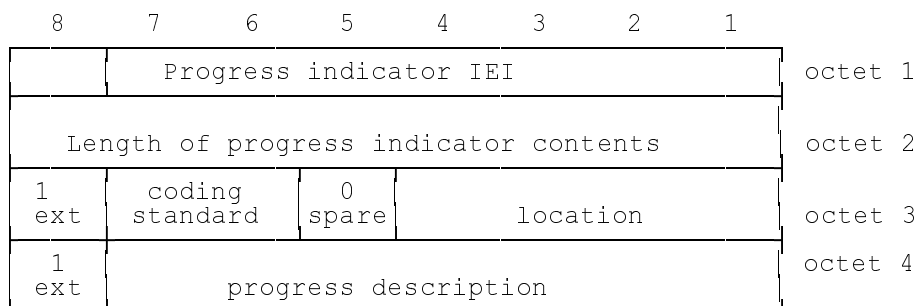 8 7 6 5 4 3 2 1
Progress indicator IEI octet 1
Length of progress indicator contents octet 2
1 coding 0
ext standard spare location octet 3
1 octet 4
ext progress description